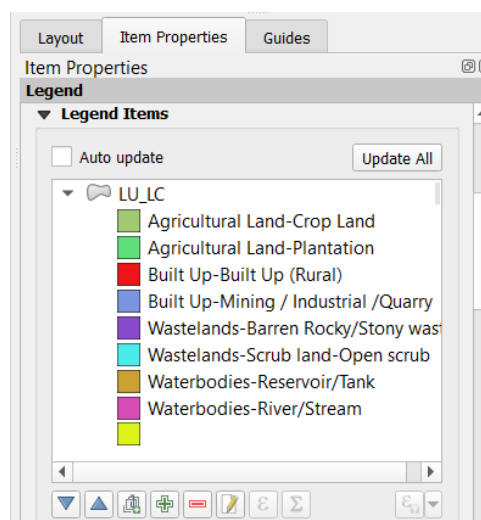 Layout Item Properties Guides
Item Properties
Legend
Legend Items
Auto update Update All
LU_LC
Agricultural Land-Crop Land
Agricultural Land-Plantation
Built Up-Built Up (Rural)
Built Up-Mining / Industrial /Quarry
Wastelands-Barren Rocky/Stony
Wastelands-Scrub land-Open scrub
Waterbodies-Reservoir/Tank
Waterbodies-River/Stream
ε Σ ε